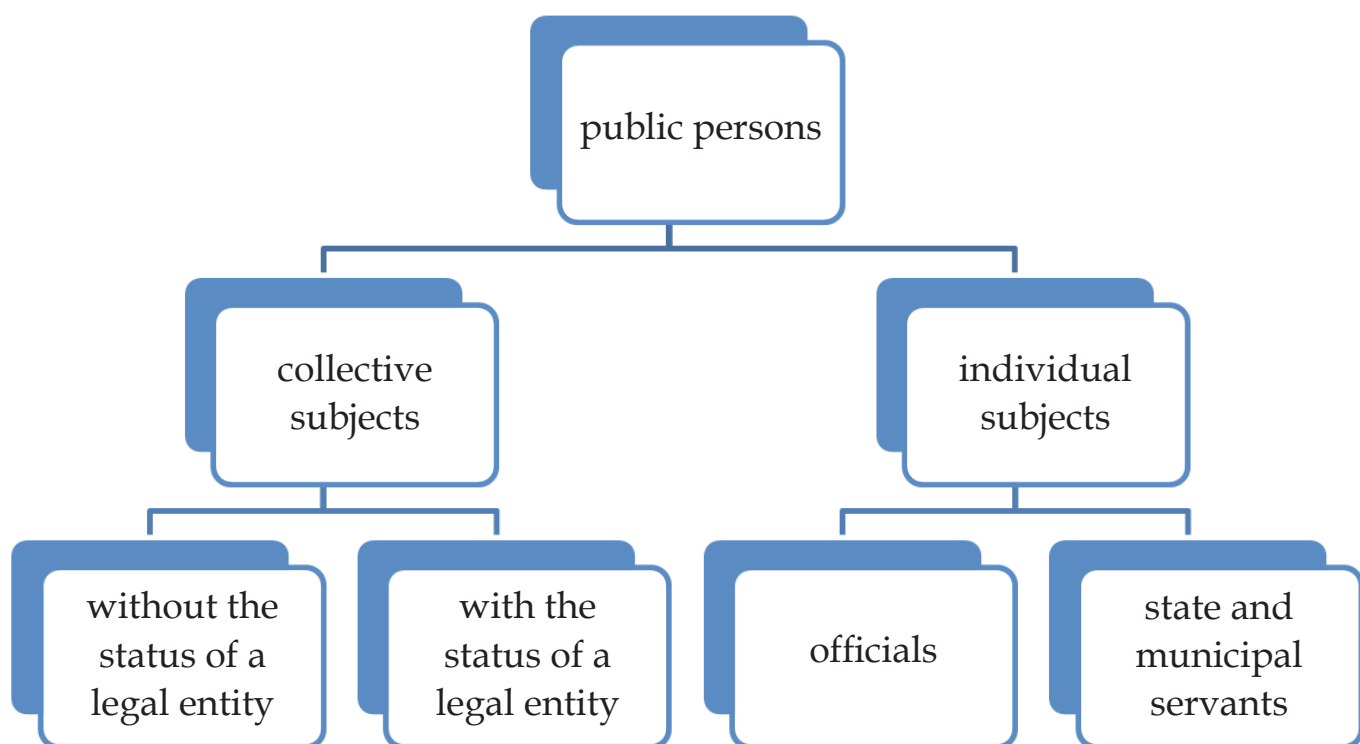 public persons
collective
subjects
individual
subjects
without the
status of a
legal entity
with the
status of a
legal entity
officials
state and
municipal
servants